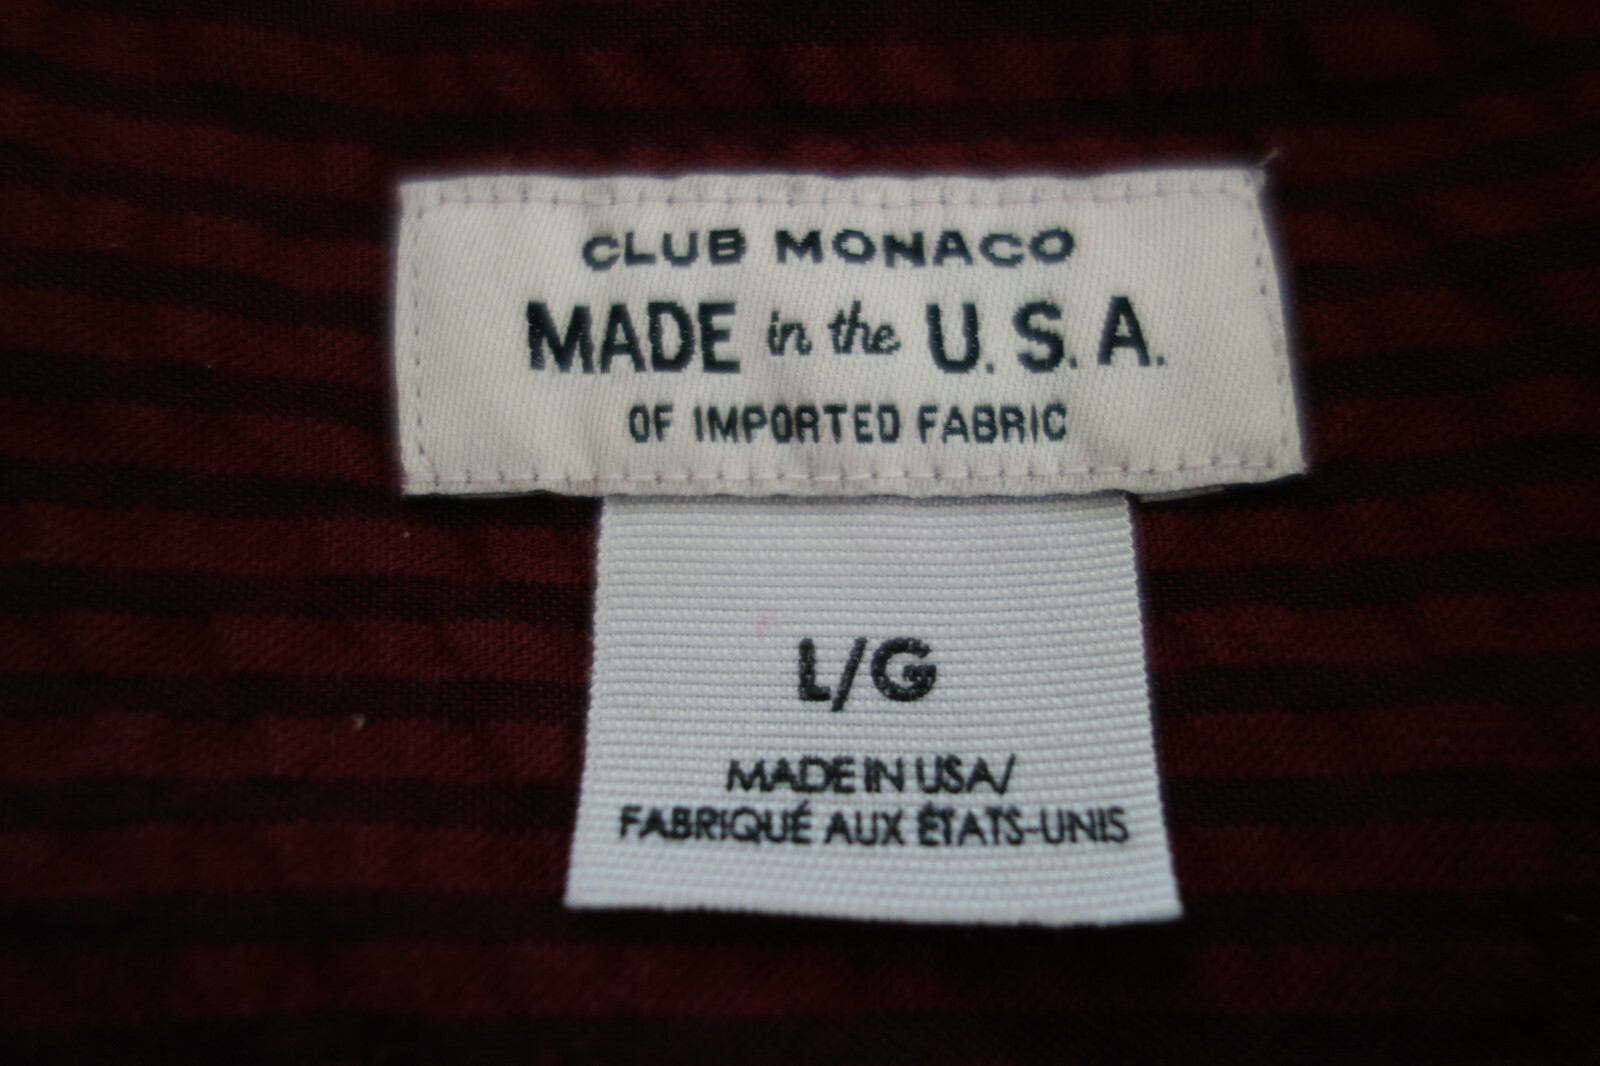 CLUB MONACO
MADE in the U.S.A.
OF IMPORTED FABRIC
L/G
MADE IN USA/
FABRIQUÉ AUX ÉTATS-UNIS